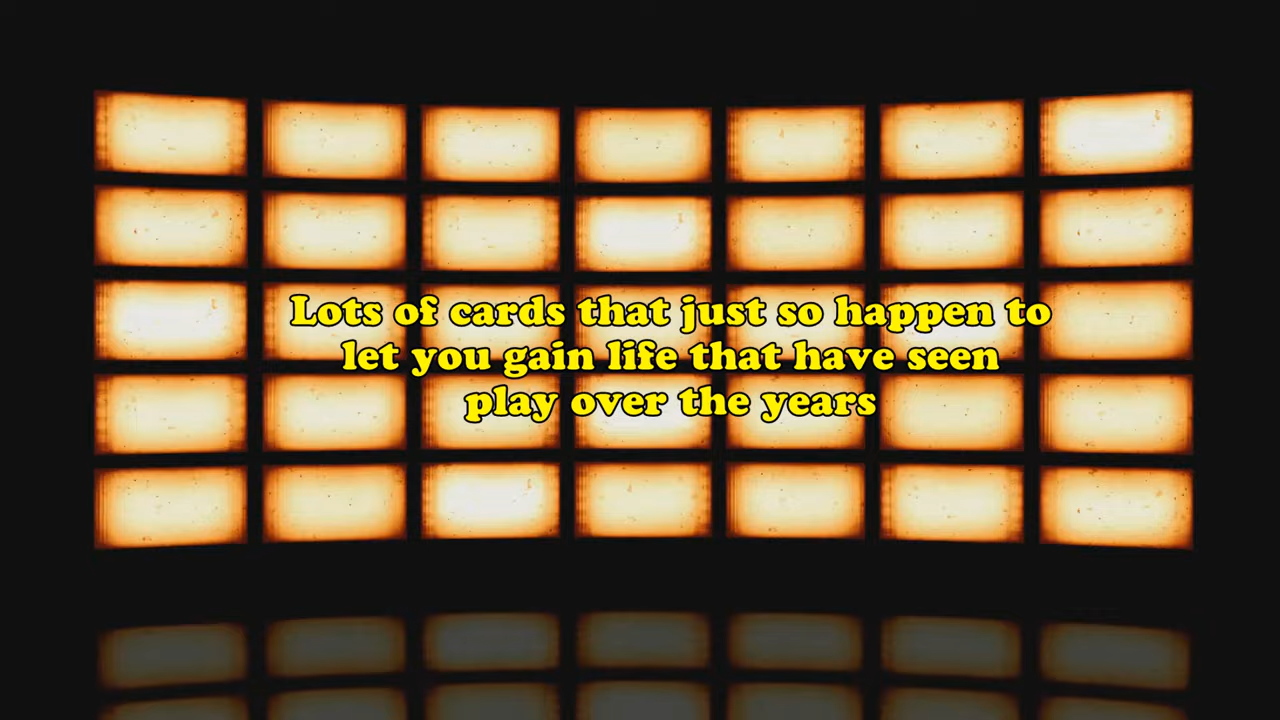 Lots of cards that just so happen to
let you gain life that have seen
play over the years